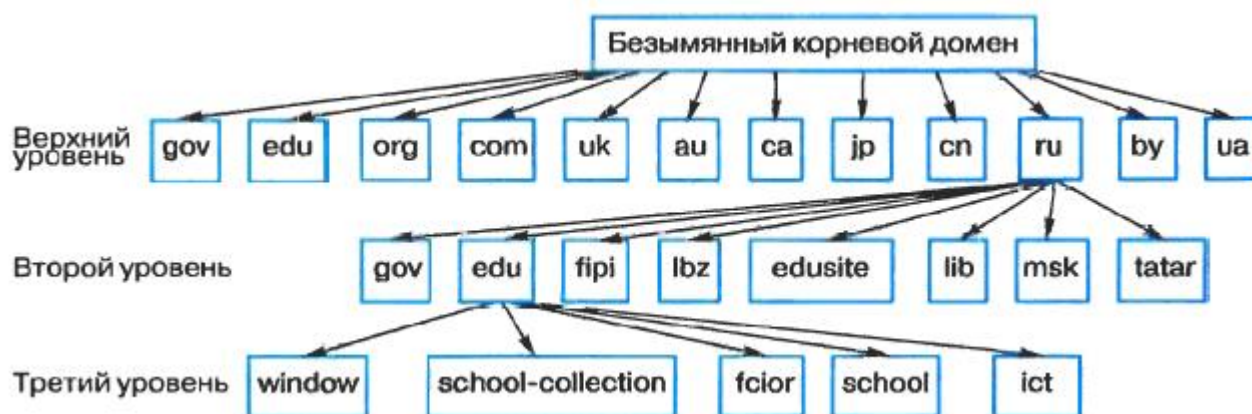 Безымянный корневой домен
Верхний
уровень
gov edu org com uk au ca jp cn ru by ua
Второй уровень
gov edu fipi lbz edusite lib msk tatar
Третий уровень
window school-collection fcior school ict